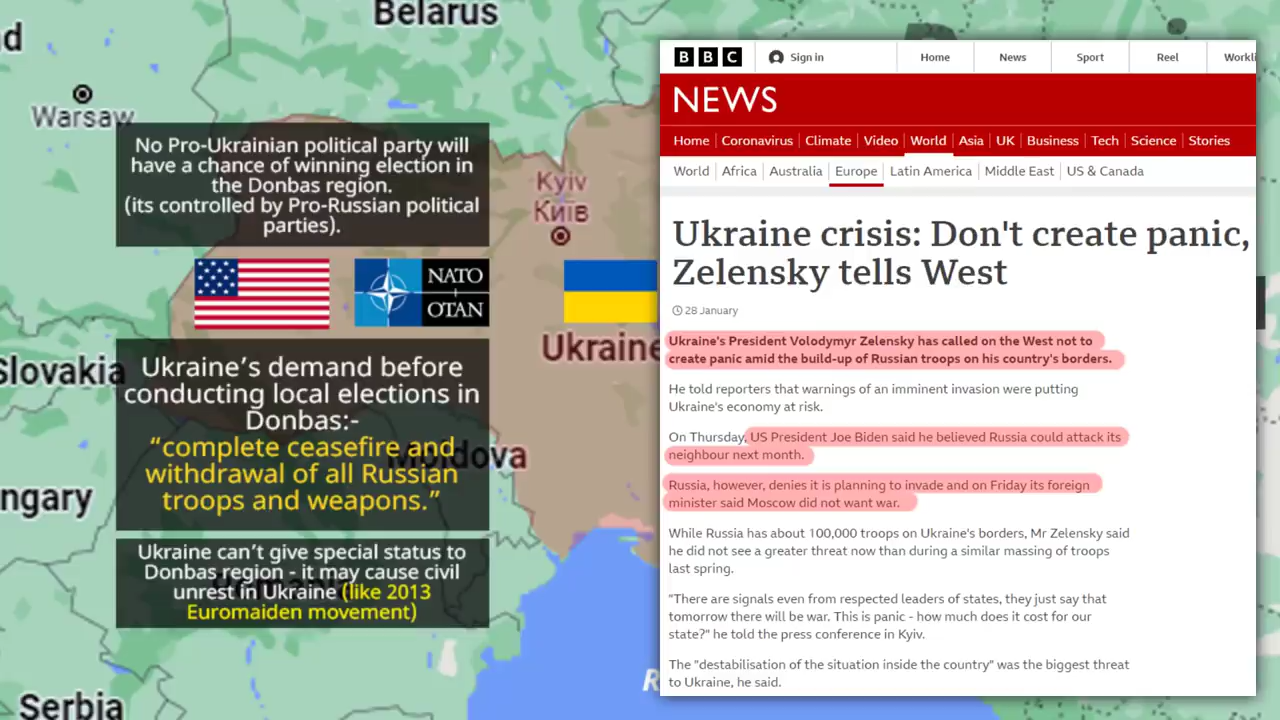 Belarus
Warsaw
No Pro-Ukrainian political party will
have a chance of winning election in
the Donbas region.
(its controlled by Pro-Russian political
parties).
NATO
OTAN
Kyiv
Київ
Ukraine
Slovakia
Ukraine's demand before
conducting local elections in
Donbas:-
“complete ceasefire and
withdrawal of all Russian
troops and weapons.”
Moldova
ngary
Ukraine can't give special status to
Donbas region - it may cause civil
unrest in Ukraine (like 2013
Euromaiden movement)
Romania
Serbia
BBC
Sign in
Home
News
Sport
Reel
Workli
NEWS
Home Coronavirus Climate Video World Asia UK Business Tech Science Stories
World Africa Australia Europe Latin America Middle East US & Canada
Ukraine crisis: Don't create panic,
Zelensky tells West
28 January
Ukraine's President Volodymyr Zelensky has called on the West not to
create panic amid the build-up of Russian troops on his country's borders.
He told reporters that warnings of an imminent invasion were putting
Ukraine's economy at risk.
On Thursday, US President Joe Biden said he believed Russia could attack its
neighbour next month.
Russia, however, denies it is planning to invade and on Friday its foreign
minister said Moscow did not want war.
While Russia has about 100,000 troops on Ukraine's borders, Mr Zelensky said
he did not see a greater threat now than during a similar massing of troops
last spring.
"There are signals even from respected leaders of states, they just say that
tomorrow there will be war. This is panic - how much does it cost for our
state?" he told the press conference in Kyiv.
The "destabilisation of the situation inside the country" was the biggest threat
to Ukraine, he said.